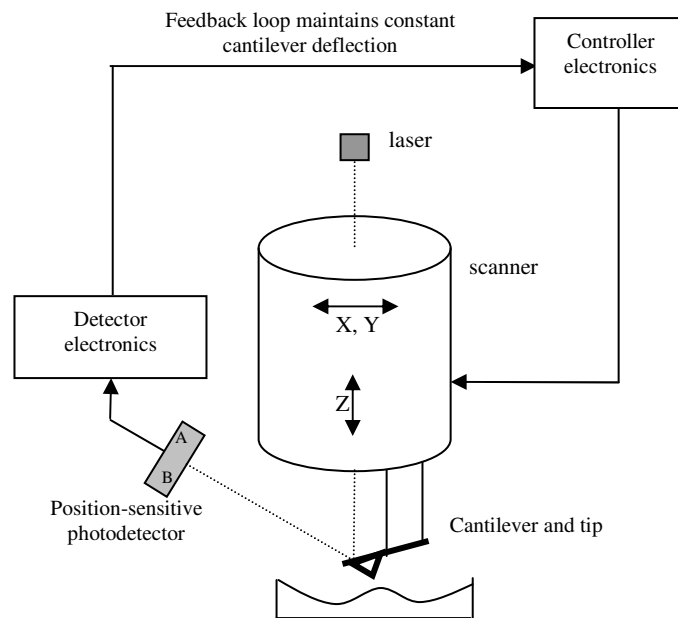 Feedback loop maintains constant
cantilever deflection
Controller
electronics
laser
scanner
X, Y
Detector
electronics
Z
A
B
Position-sensitive
photodetector
Cantilever and tip